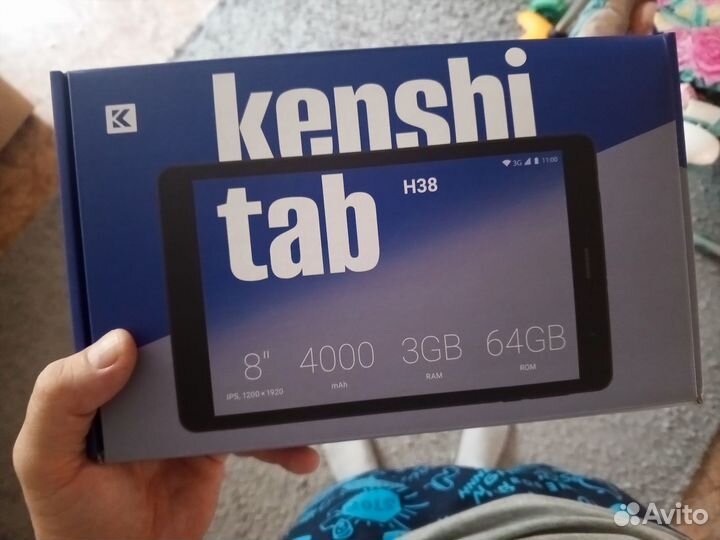 kenshi
tab
H38
3G 11:00
8" 4000 3GB 64GB
IPS, 1200×1920 mAh RAM ROM
Avito